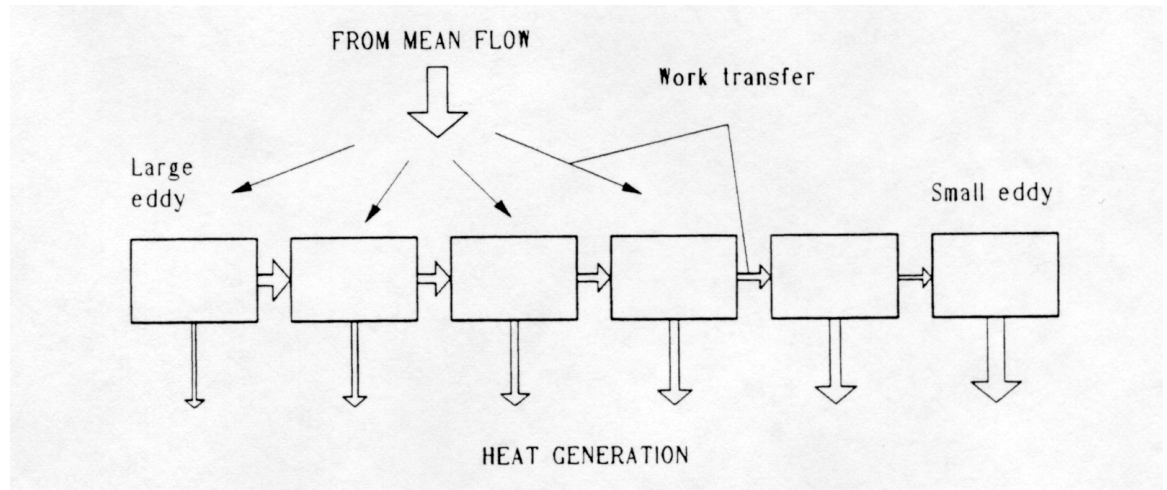 FROM MEAN FLOW
Work transfer
Large
eddy
Small eddy
HEAT GENERATION